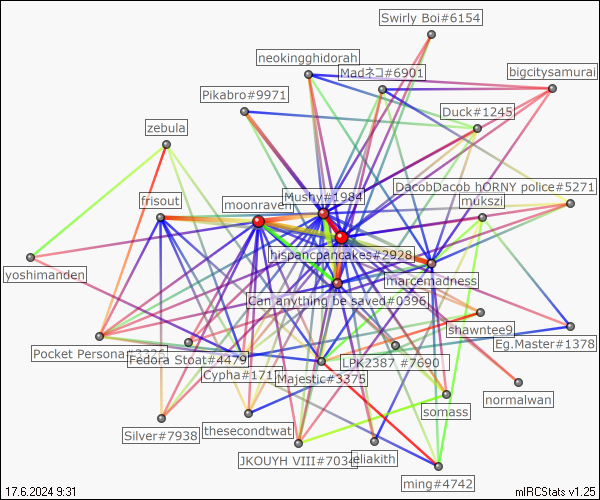 Swirly Boi#6154
neokingghidorah
Madネコ#6901
bigcitysamurai
Pikabro#9971
Duck#1245
zebula
DacobDacob hORNY police#5271
Mushy#1984
frisout
moonraven
mukszi
hispancpancakes#2928
yoshimanden
marcemadness
Can anything be saved#0396
shawntee9
Eg.Master#1378
Pocket Persona
Fedora Stoat#4479
LPK2387 #7690
Cypha#171
Majestic#3375
normalwan
somass
Silver#7938
thesecondtwat
JKOUYH VIII#7034
eliakith
ming#4742
17.6.2024 9:31
mIRCStats v1.25